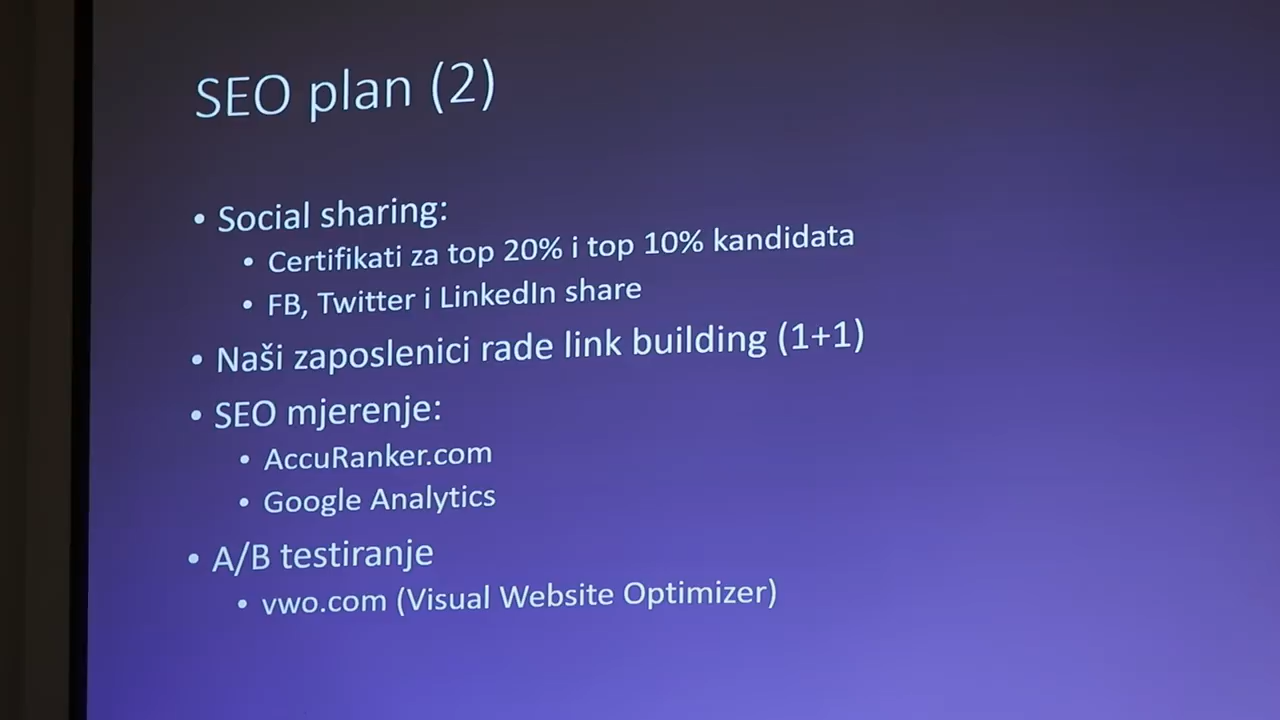 SEO plan (2)
• Social sharing:
• Certifikati za top 20% i top 10% kandidata
• FB, Twitter i LinkedIn share
• Naši zaposlenici rade link building (1+1)
• SEO mjerenje:
• AccuRanker.com
• Google Analytics
• A/B testiranje
• vwo.com (Visual Website Optimizer)